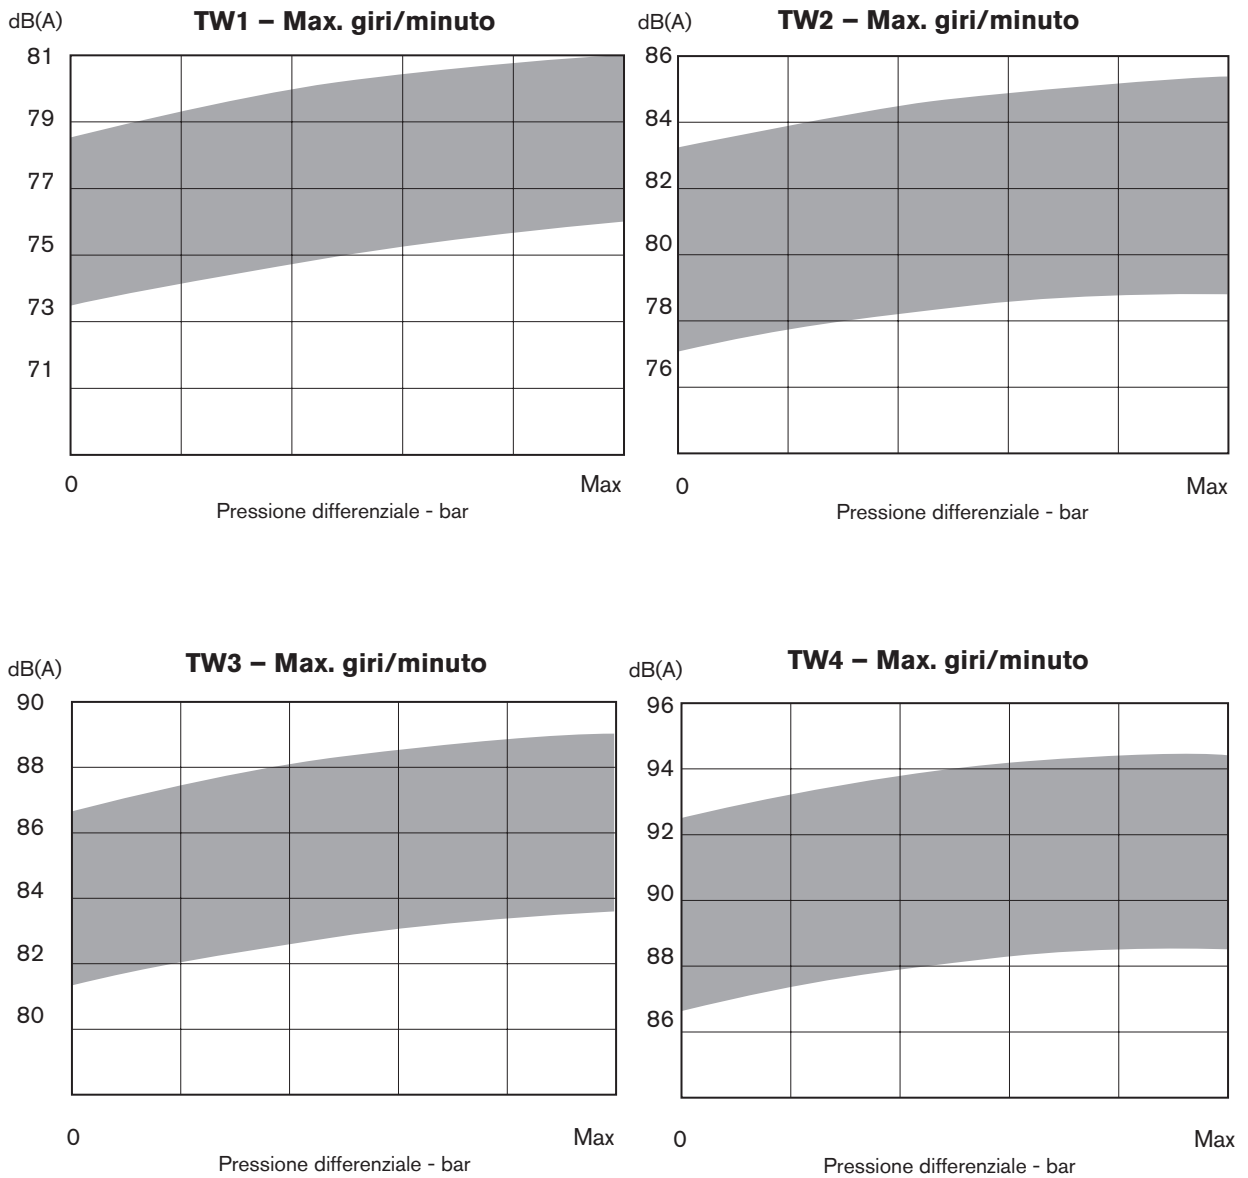 dB(A)
TW1 – Max. giri/minuto
81
79
77
75
73
71
0
Max
Pressione differenziale - bar
dB(A)
TW2 – Max. giri/minuto
86
84
82
80
78
76
0
Max
Pressione differenziale - bar
dB(A)
TW3 – Max. giri/minuto
90
88
86
84
82
80
0
Max
Pressione differenziale - bar
dB(A)
TW4 – Max. giri/minuto
96
94
92
90
88
86
0
Max
Pressione differenziale - bar